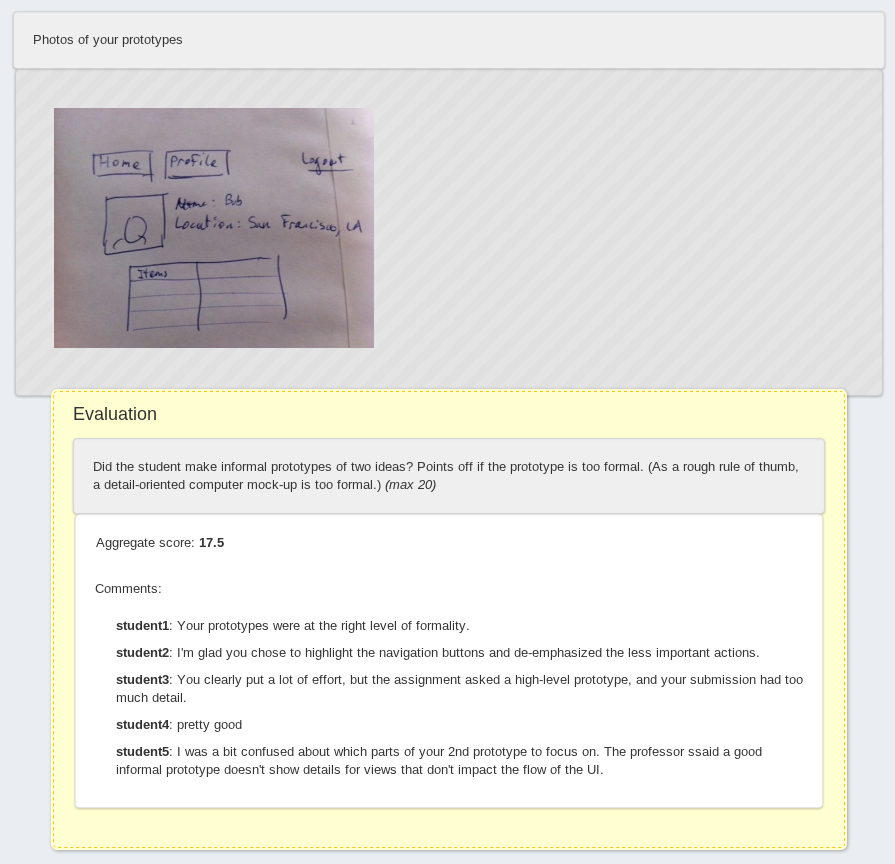 Photos of your prototypes
Home Profile Logout
Name: Bob
Location: San Francisco, CA
Items
Evaluation
Did the student make informal prototypes of two ideas? Points off if the prototype is too formal. (As a rough rule of thumb,
a detail-oriented computer mock-up is too formal.) (max 20)
Aggregate score: 17.5
Comments:
student1: Your prototypes were at the right level of formality.
student2: I'm glad you chose to highlight the navigation buttons and de-emphasized the less important actions.
student3: You clearly put a lot of effort, but the assignment asked a high-level prototype, and your submission had too
much detail.
student4: pretty good
student5: I was a bit confused about which parts of your 2nd prototype to focus on. The professor ssaid a good
informal prototype doesn't show details for views that don't impact the flow of the UI.